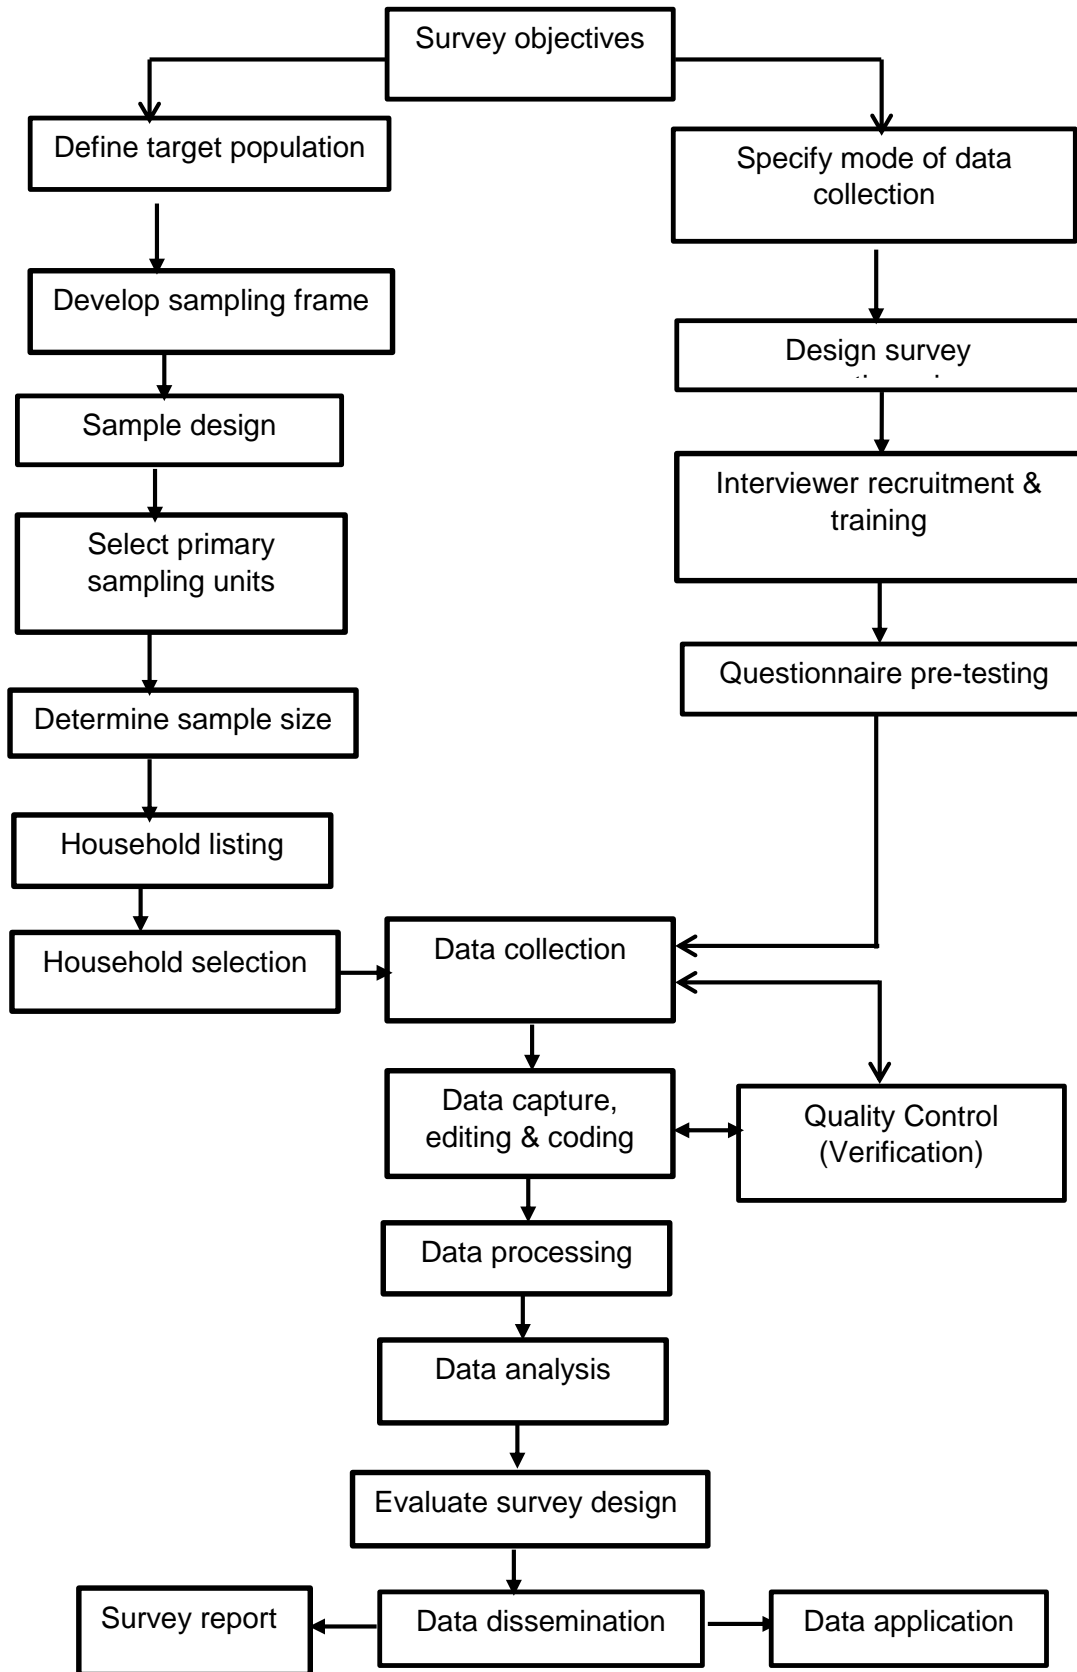 Survey objectives
Define target population
Specify mode of data
collection
Develop sampling frame
Design survey
Sample design
Interviewer recruitment &
training
Select primary
sampling units
Questionnaire pre-testing
Determine sample size
Household listing
Household selection
Data collection
Data capture,
editing & coding
Quality Control
(Verification)
Data processing
Data analysis
Evaluate survey design
Survey report
Data dissemination
Data application